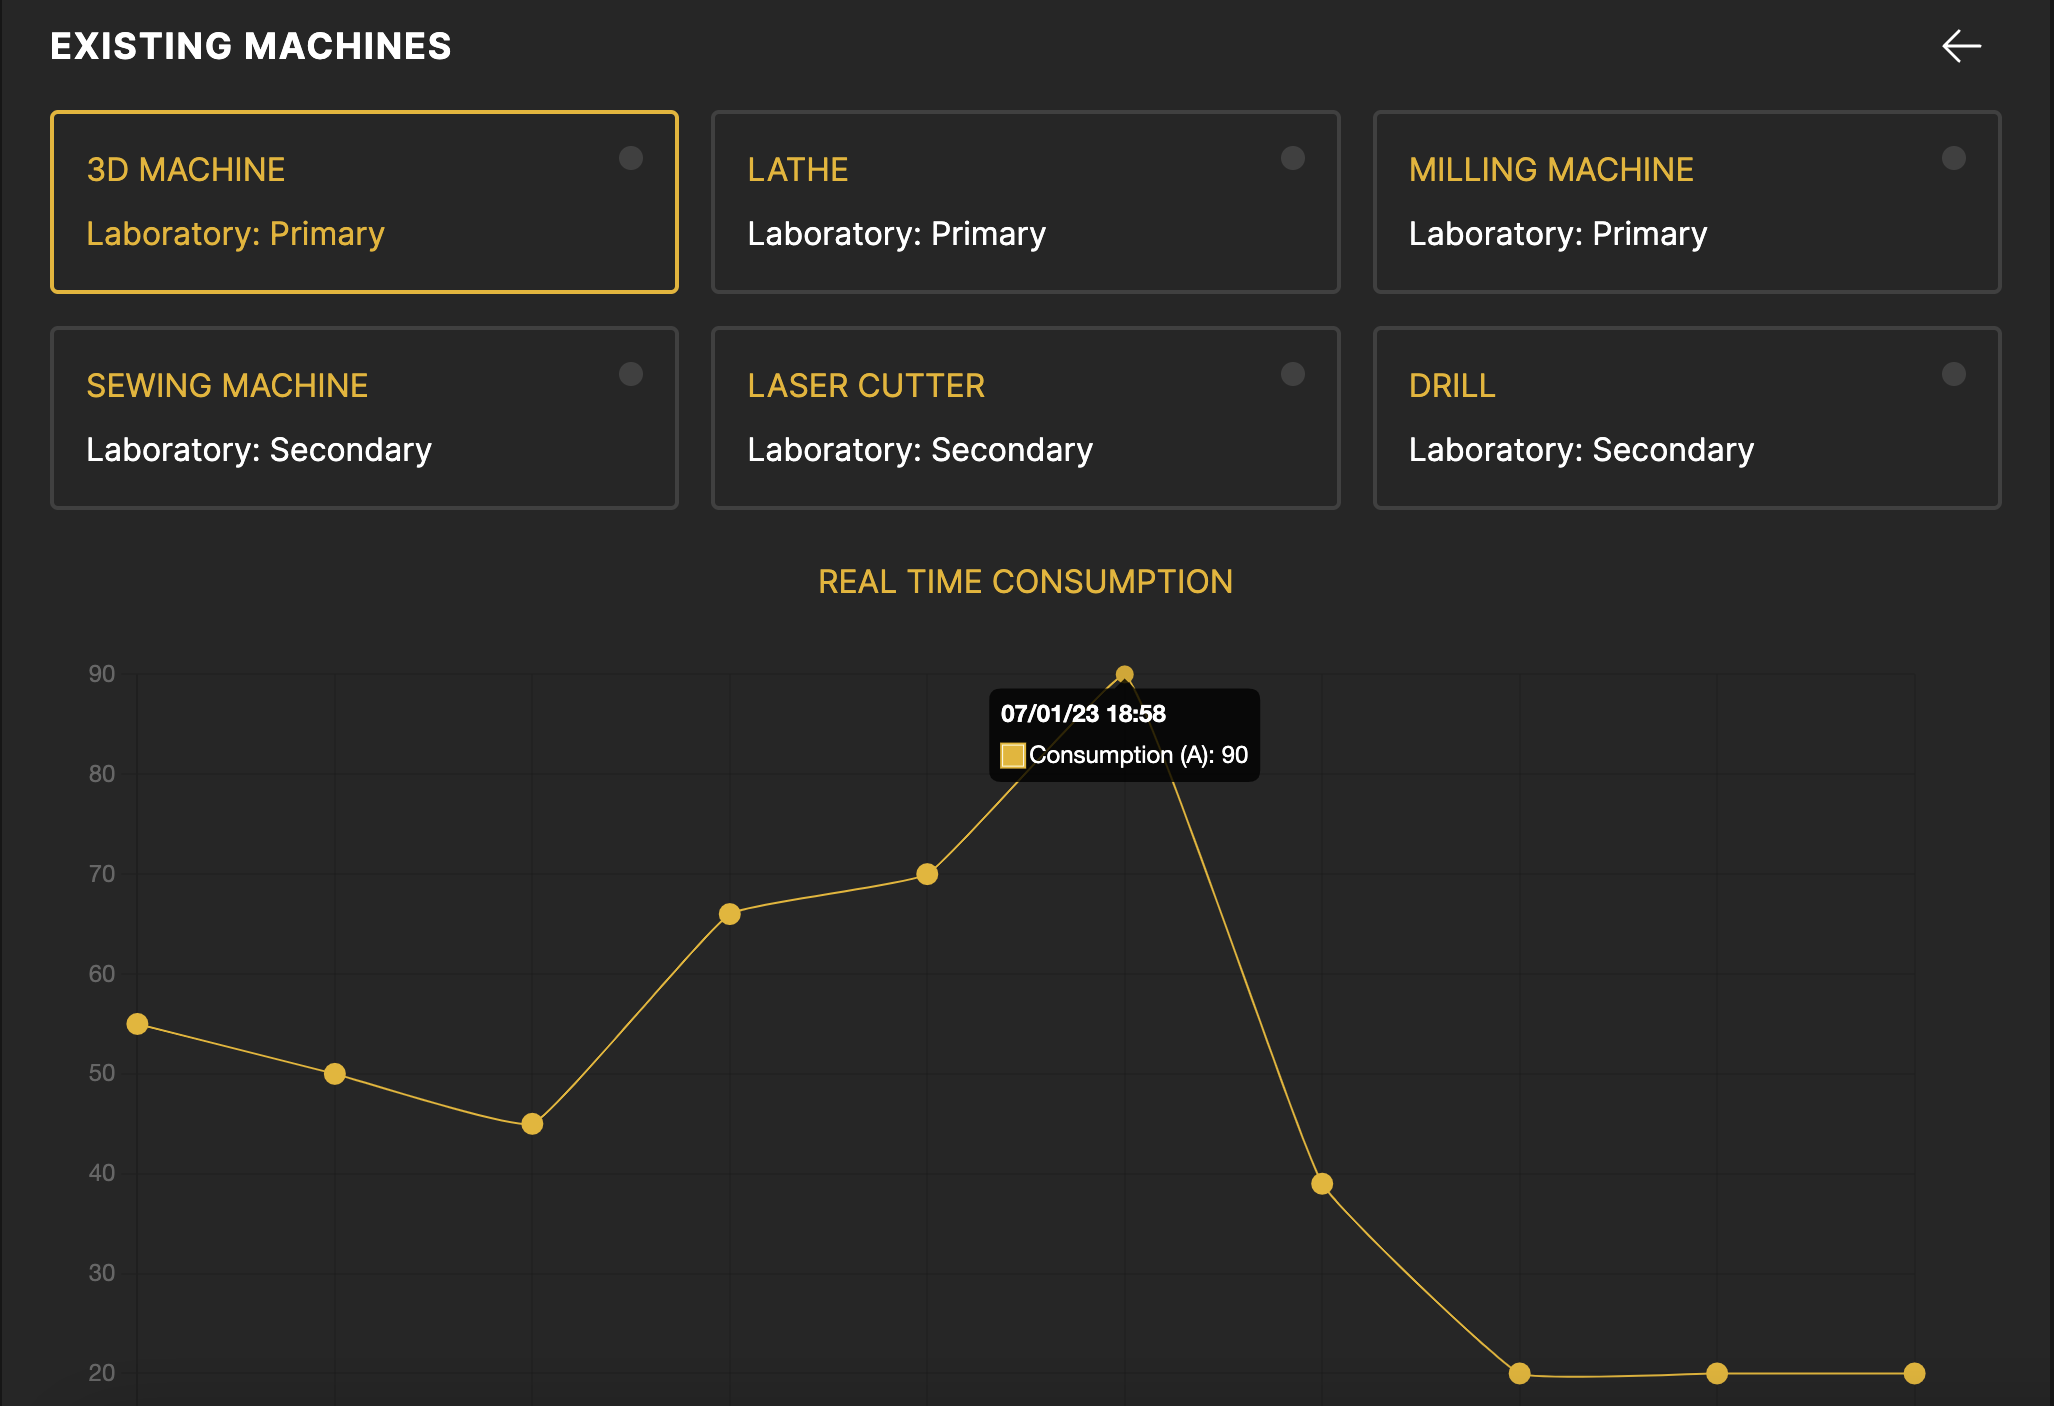 EXISTING MACHINES
3D MACHINE
Laboratory: Primary
LATHE
Laboratory: Primary
MILLING MACHINE
Laboratory: Primary
SEWING MACHINE
Laboratory: Secondary
LASER CUTTER
Laboratory: Secondary
DRILL
Laboratory: Secondary
REAL TIME CONSUMPTION
90
07/01/23 18:58
Consumption (A): 90
80
70
60
50
40
30
20